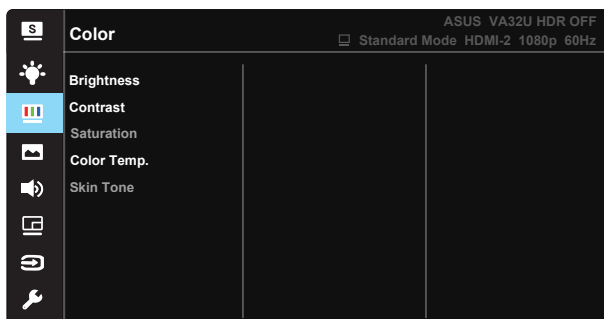 S
Color
ASUS VA32U HDR OFF
Standard Mode HDMI-2 1080p 60Hz
Brightness
Contrast
Saturation
Color Temp.
Skin Tone